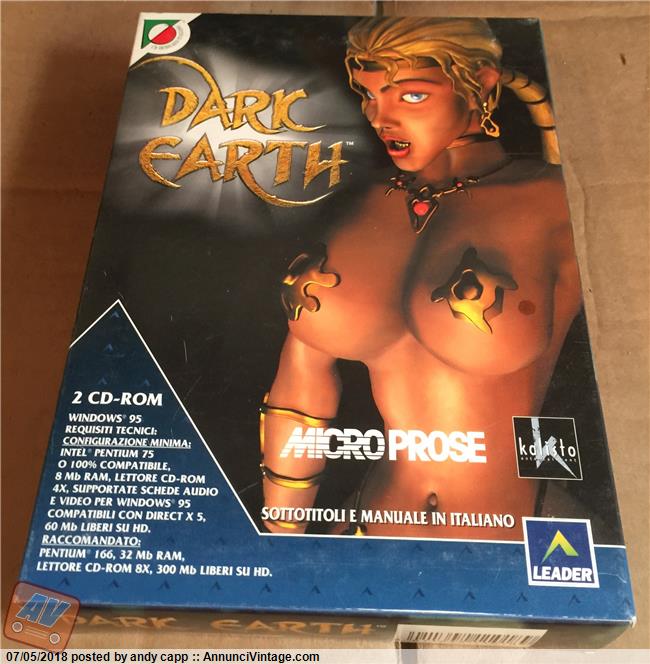 DARK
EARTH™
2 CD-ROM
WINDOWS® 95
REQUISITI TECNICI:
CONFIGURAZIONE MINIMA:
INTEL® PENTIUM 75
O 100% COMPATIBILE,
8 Mb RAM, LETTORE CD-ROM
4X, SUPPORTATE SCHEDE AUDIO
E VIDEO PER WINDOWS® 95
COMPATIBILI CON DIRECT X 5,
60 Mb LIBERI SU HD.
RACCOMANDATO:
PENTIUM® 166, 32 Mb RAM,
LETTORE CD-ROM 8X, 300 Mb LIBERI SU HD.
MICROPROSE
kalisto
SOTTOTITOLI E MANUALE IN ITALIANO
LEADER
DARK EARTH™
AV
07/05/2018 posted by andy capp :: AnnunciVintage.com